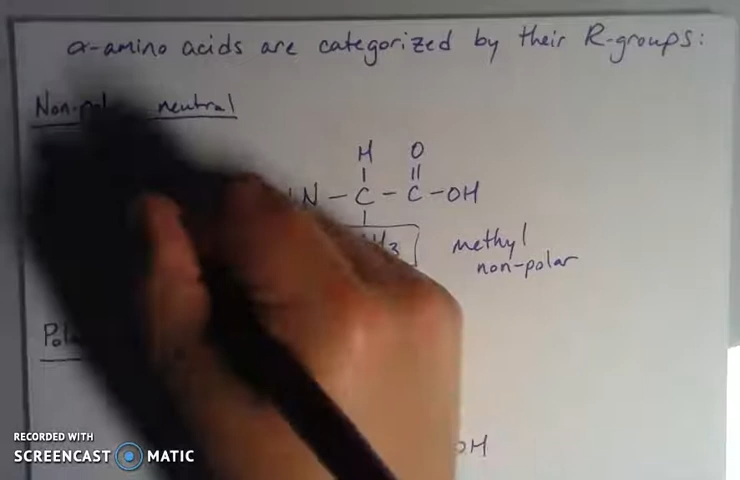 α-amino acids are categorized by their R-groups:
neutral
H O
N - C - C - OH
methyl
non-polar
OH
RECORDED WITH
SCREENCAST MATIC